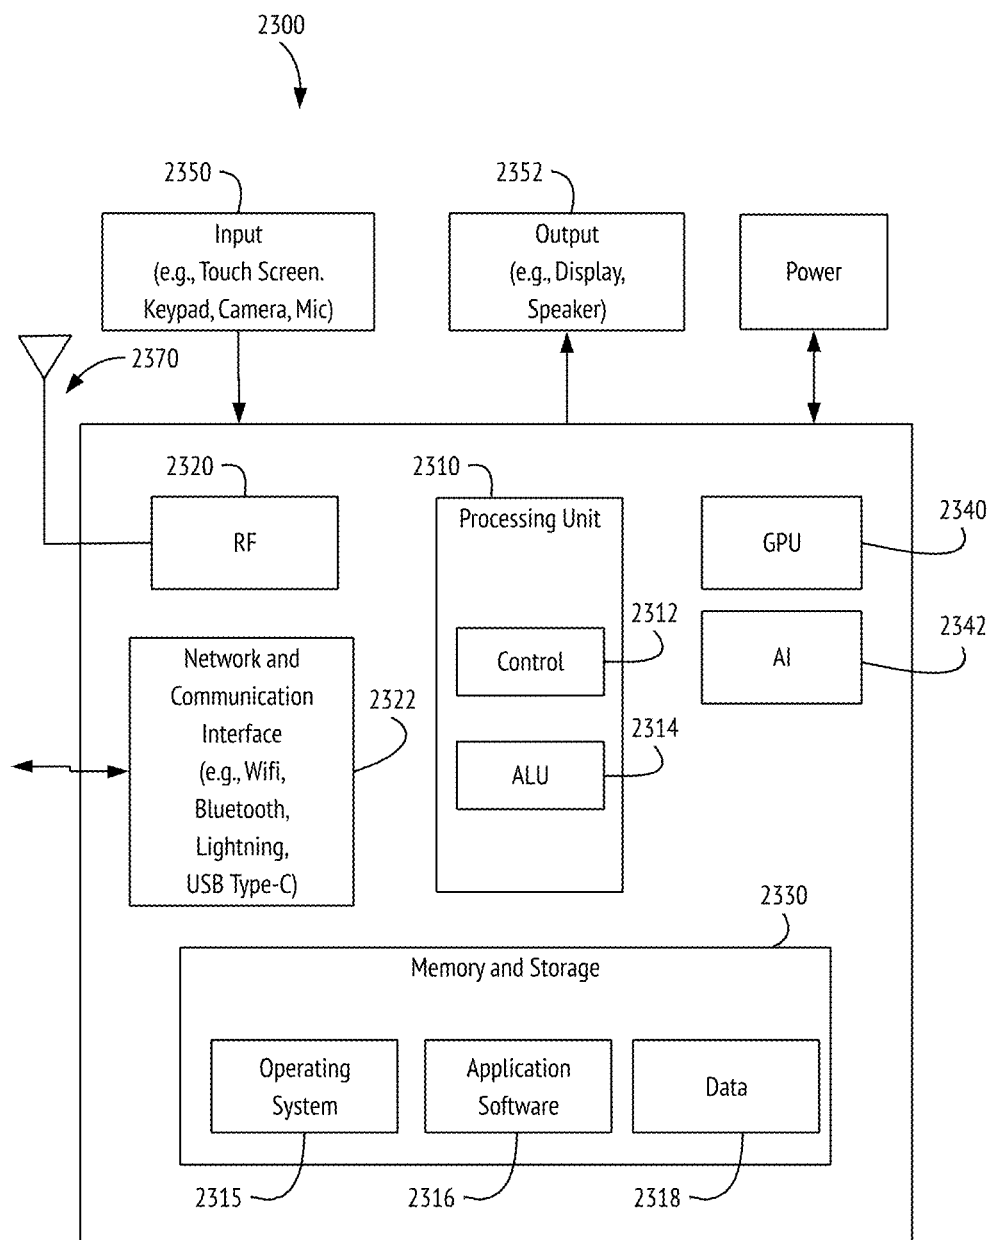 2300
2350
2352
Input
(e.g., Touch Screen.
Keypad, Camera, Mic)
Output
(e.g., Display,
Speaker)
Power
2370
2320
RF
2310
Processing Unit
2340
GPU
2312
Control
2342
AI
Network and
Communication
Interface
(e.g., Wifi,
Bluetooth,
Lightning,
USB Type-C)
2322
2314
ALU
2330
Memory and Storage
Operating
System
Application
Software
Data
2315
2316
2318